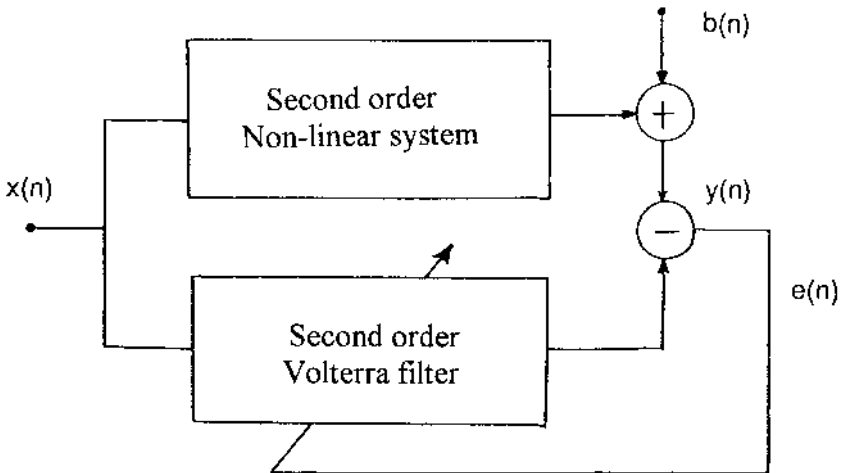 b(n)
Second order
Non-linear system
+
x(n)
y(n)
−
e(n)
Second order
Volterra filter